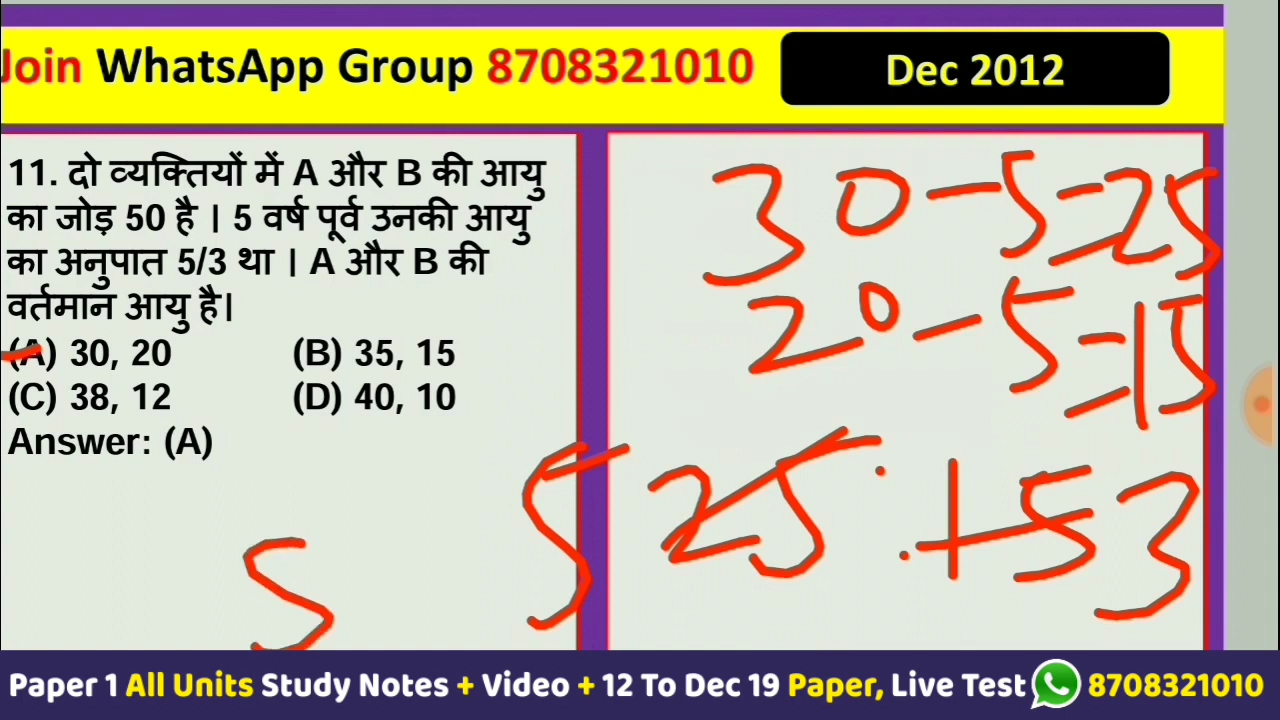 Join WhatsApp Group 8708321010
Dec 2012
11. दो व्यक्तियों में A और B की आयु
का जोड़ 50 है । 5 वर्ष पूर्व उनकी आयु
का अनुपात 5/3 था । A और B की
वर्तमान आयु है।
(A) 30, 20 (B) 35, 15
(C) 38, 12 (D) 40, 10
Answer: (A)
30-5=25
20-5=15
5 25 : 15 3
5
Paper 1 All Units Study Notes + Video + 12 To Dec 19 Paper, Live Test 8708321010